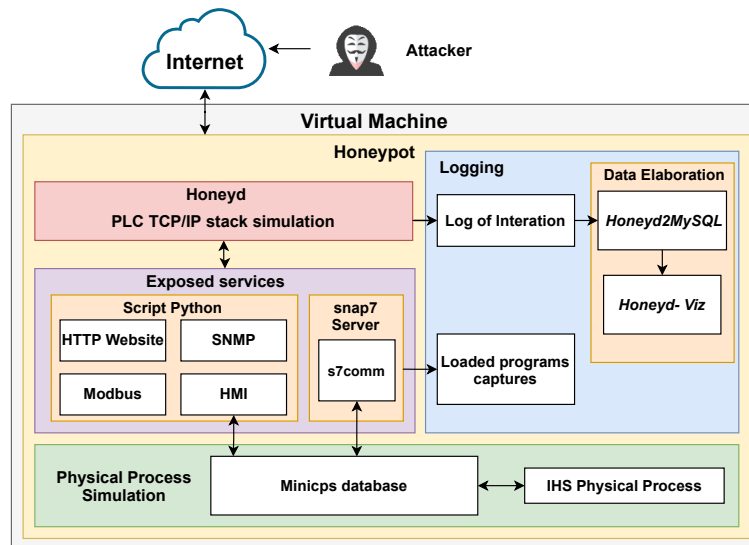 Internet
Attacker
Virtual Machine
Honeypot
Honeyd
PLC TCP/IP stack simulation
Logging
Log of Interation
Data Elaboration
Honeyd2MySQL
Honeyd- Viz
Exposed services
Script Python
HTTP Website
SNMP
Modbus
HMI
snap7
Server
s7comm
Loaded programs
captures
Physical Process
Simulation
Minicps database
IHS Physical Process